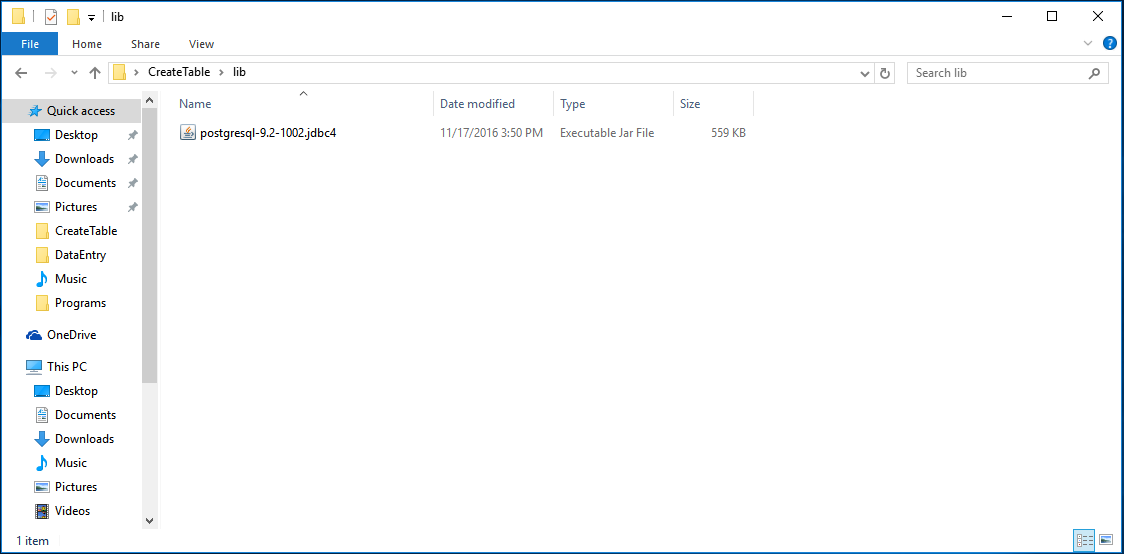 lib
File Home Share View
?
CreateTable lib
Search lib
Name Date modified Type Size
postgresql-9.2-1002.jdbc4 11/17/2016 3:50 PM Executable Jar File 559 KB
Quick access
Desktop
Downloads
Documents
Pictures
CreateTable
DataEntry
Music
Programs
OneDrive
This PC
Desktop
Documents
Downloads
Music
Pictures
Videos
1 item